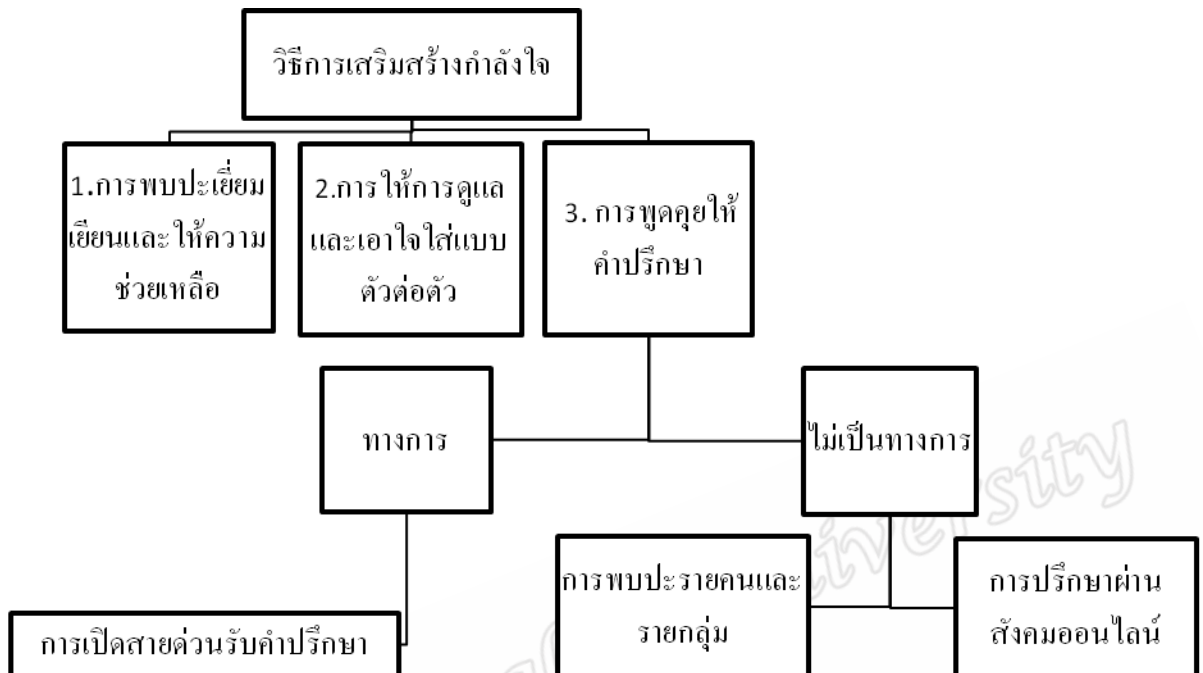 วิธีการเสริมสร้างกำลังใจ
1.การพบปะเยี่ยม
เยียนและให้ความ
ช่วยเหลือ
2.การให้การดูแล
และเอาใจใส่แบบ
ตัวต่อตัว
3. การพูดคุยให้
คำปรึกษา
ทางการ
ไม่เป็นทางการ
การเปิดสายด่วนรับคำปรึกษา
การพบปะรายคนและ
รายกลุ่ม
การปรึกษาผ่าน
สังคมออนไลน์